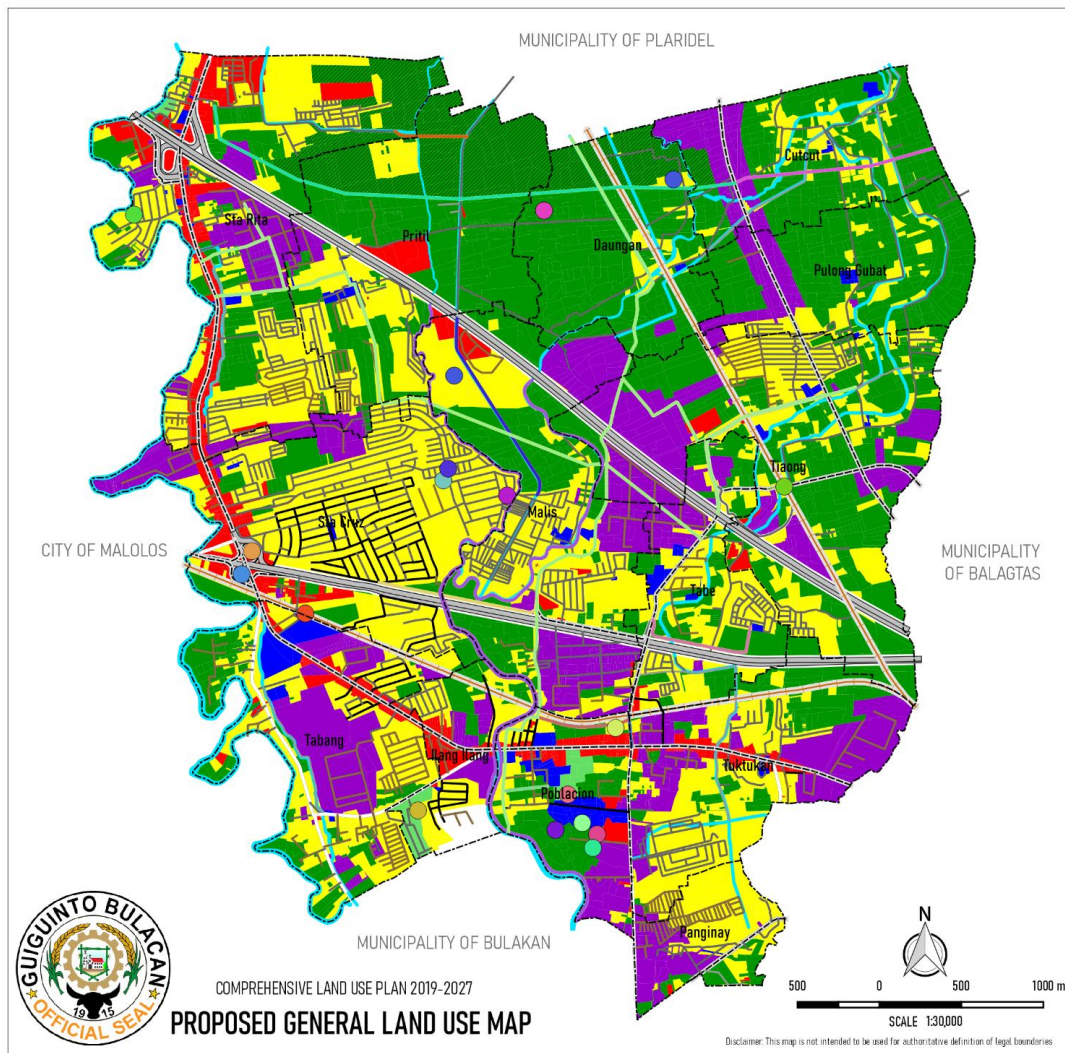 MUNICIPALITY OF PLARIDEL
Cutcut
Sta Rita
Pritil
Daungan
Pulong Gubat
Tiaong
Malis
Sta Cruz
CITY OF MALOLOS
MUNICIPALITY
OF BALAGTAS
Tabe
Tabang
Ilang Ilang
Tuktukan
Poblacion
Panginay
MUNICIPALITY OF BULAKAN
GUIGUINTO BULACAN
1915
OFFICIAL SEAL
COMPREHENSIVE LAND USE PLAN 2019-2027
PROPOSED GENERAL LAND USE MAP
N
500 0 500 1000 m
SCALE 1:30,000
Disclaimer: This map is not intended to be used for authoritative definition of legal boundaries